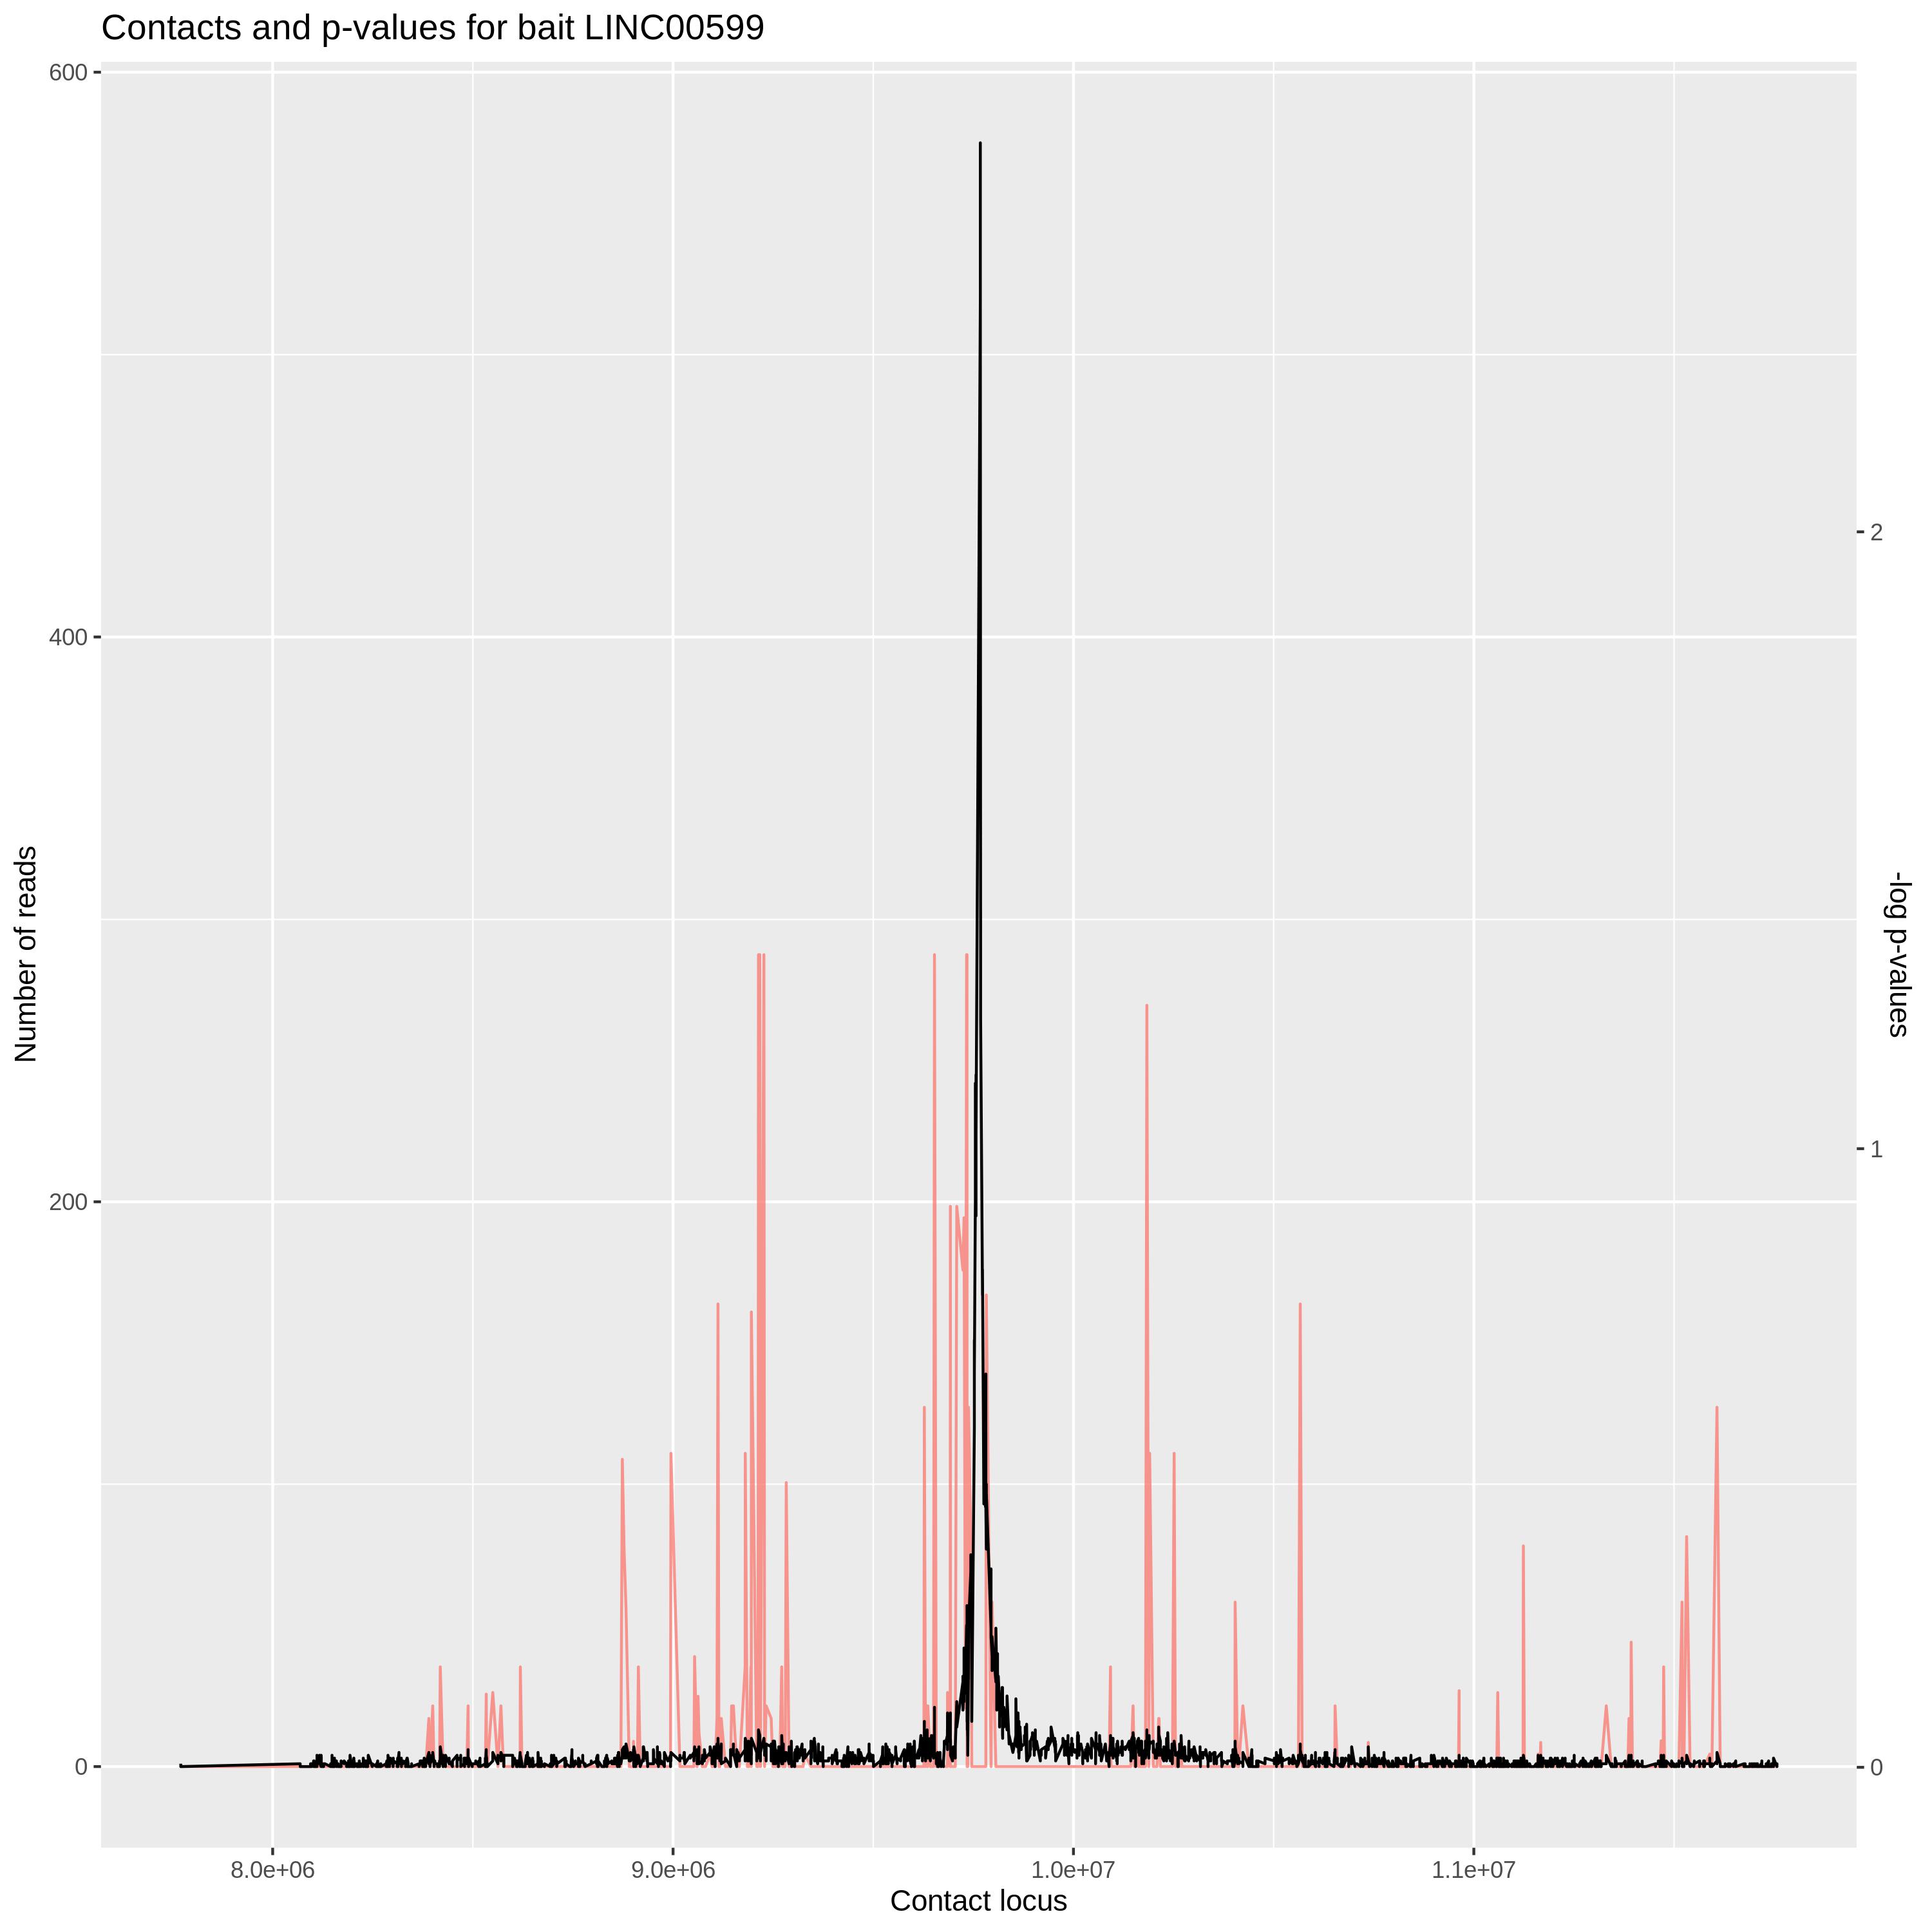 Contacts and p-values for bait LINC00599
600
400
200
0
Number of reads
2
1
0
-log p-values
8.0e+06
9.0e+06
1.0e+07
1.1e+07
Contact locus